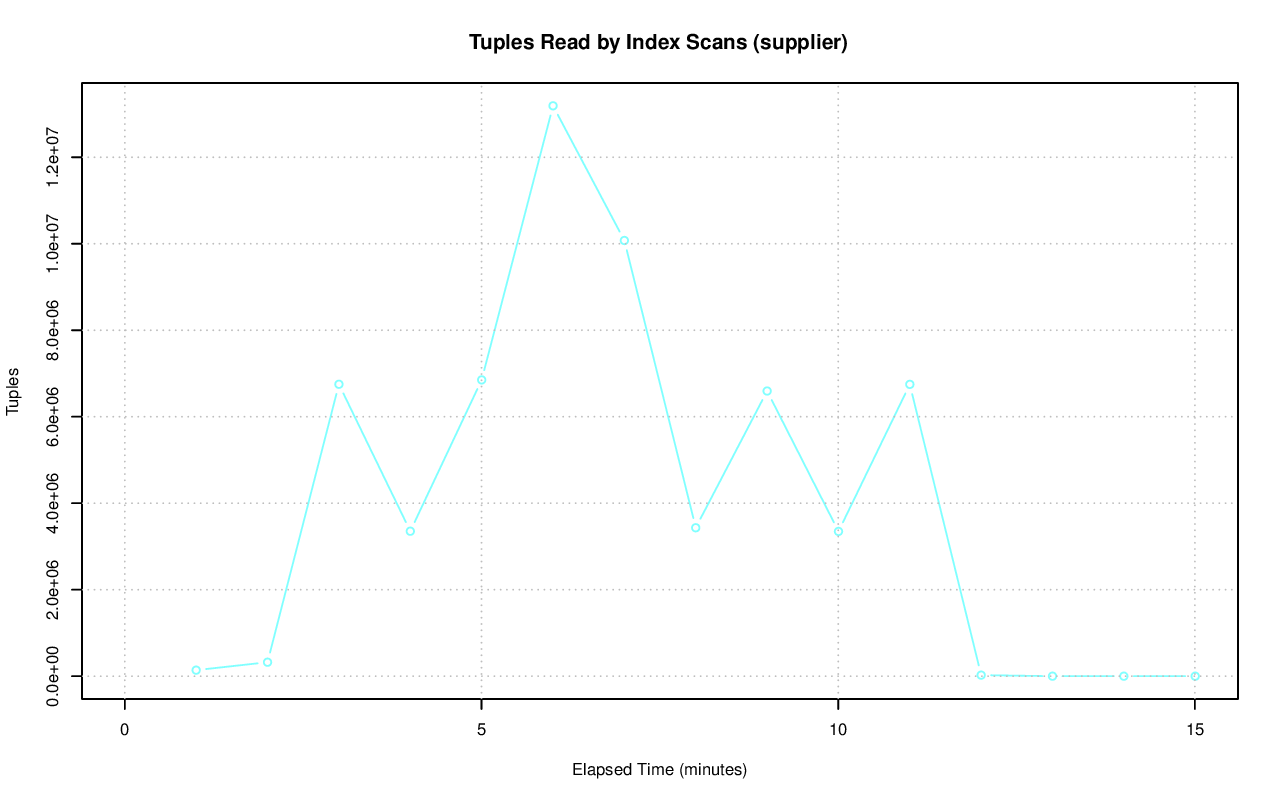 Tuples Read by Index Scans (supplier)
Tuples
1.2e+07
1.0e+07
8.0e+06
6.0e+06
4.0e+06
2.0e+06
0.0e+00
0 5 10 15
Elapsed Time (minutes)